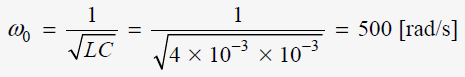 ω₀ = 1/√(LC) = 1/√(4 × 10⁻³ × 10⁻³) = 500 [rad/s]